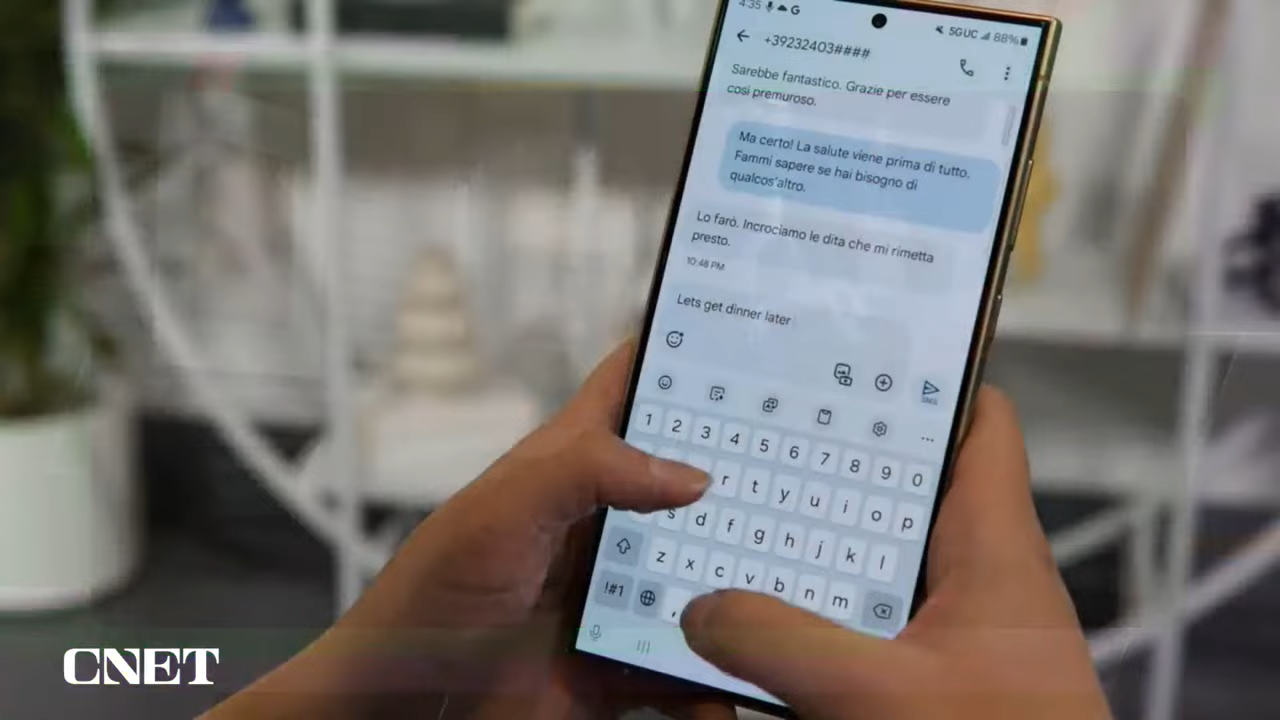 4:35 G 5GUC 88%
+39232403####
Sarebbe fantastico. Grazie per essere
così premuroso.
Ma certo! La salute viene prima di tutto.
Fammi sapere se hai bisogno di
qualcos'altro.
Lo farò. Incrociamo le dita che mi rimetta
presto.
10:48 PM
Lets get dinner later
SMS
1 2 3 4 5 6 7 8 9 0
r t y u i o p
s d f g h j k l
z x c v b n m
!#1 ,
CNET